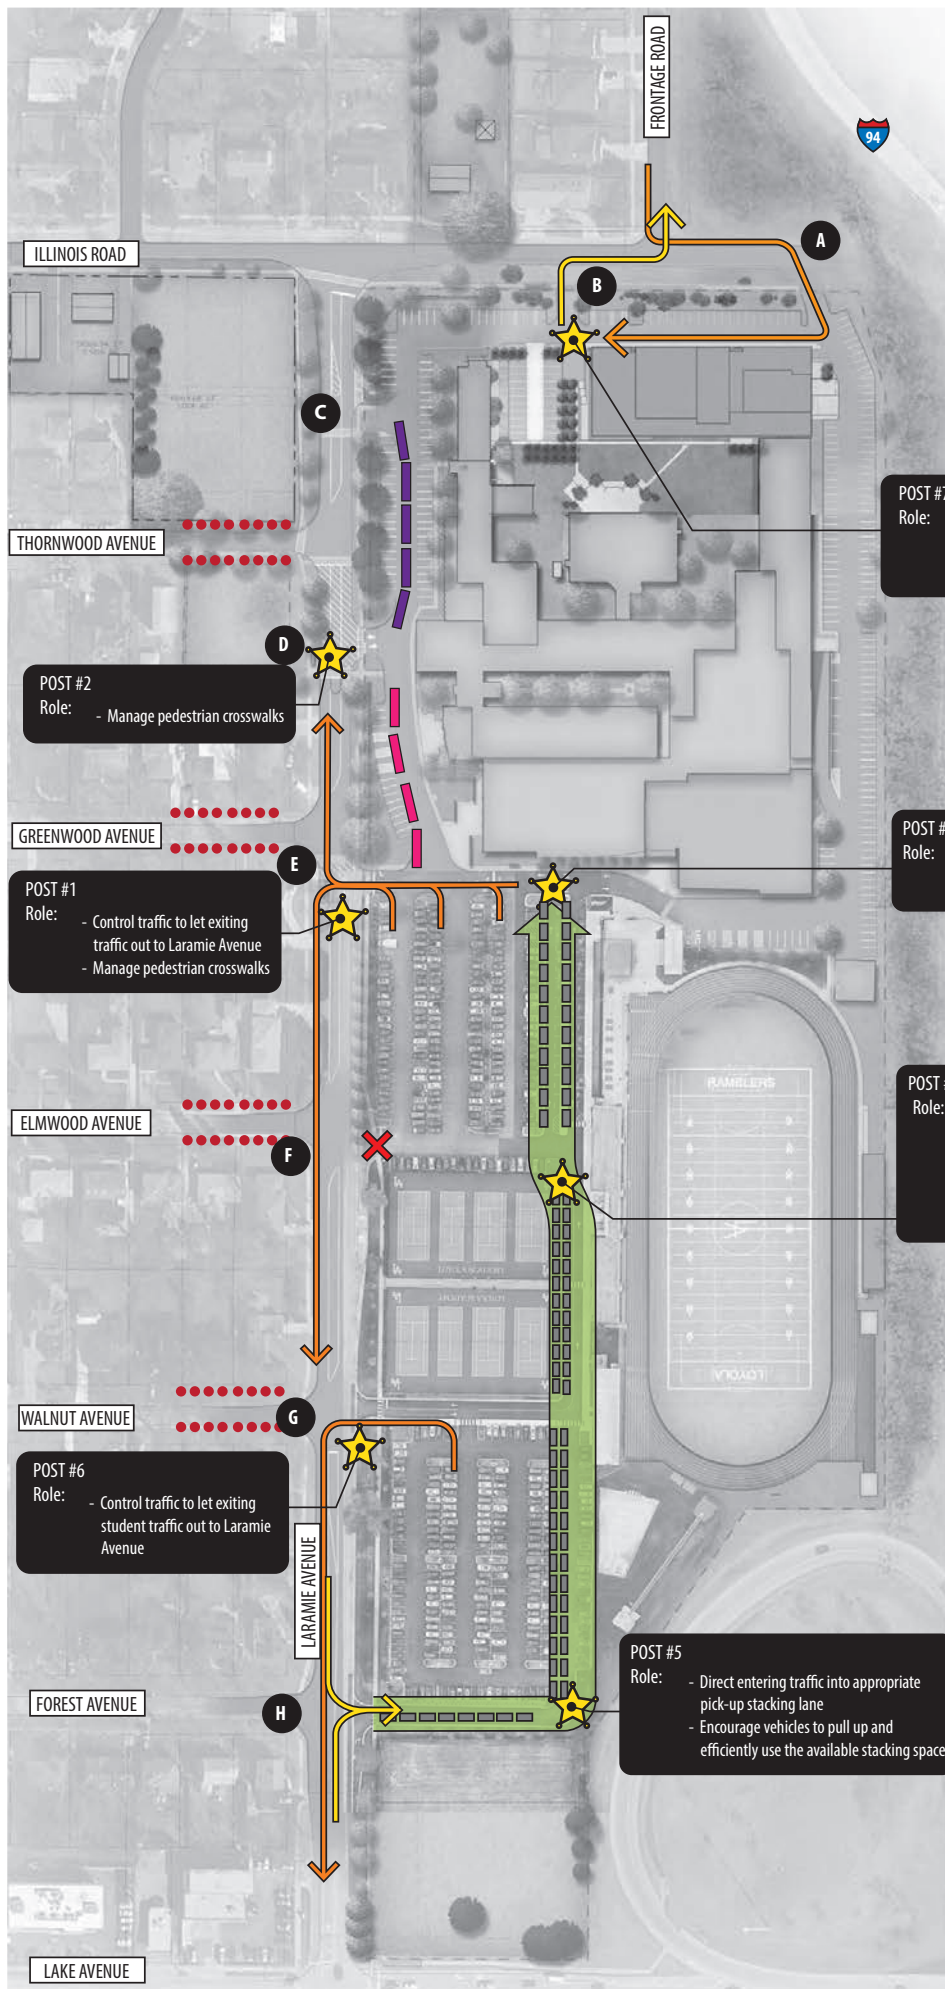 FRONTAGE ROAD
94
A
ILLINOIS ROAD
B
C
POST #7
Role:
THORNWOOD AVENUE
D
POST #2
Role:
- Manage pedestrian crosswalks
GREENWOOD AVENUE
POST #
Role:
E
POST #1
Role:
- Control traffic to let exiting
traffic out to Laramie Avenue
- Manage pedestrian crosswalks
RAMBLERS
POST #
Role:
ELMWOOD AVENUE
F
LOYOLA
WALNUT AVENUE
G
POST #6
Role:
- Control traffic to let exiting
student traffic out to Laramie
Avenue
LARAMIE AVENUE
POST #5
Role:
- Direct entering traffic into appropriate
pick-up stacking lane
- Encourage vehicles to pull up and
efficiently use the available stacking space
FOREST AVENUE
H
LAKE AVENUE